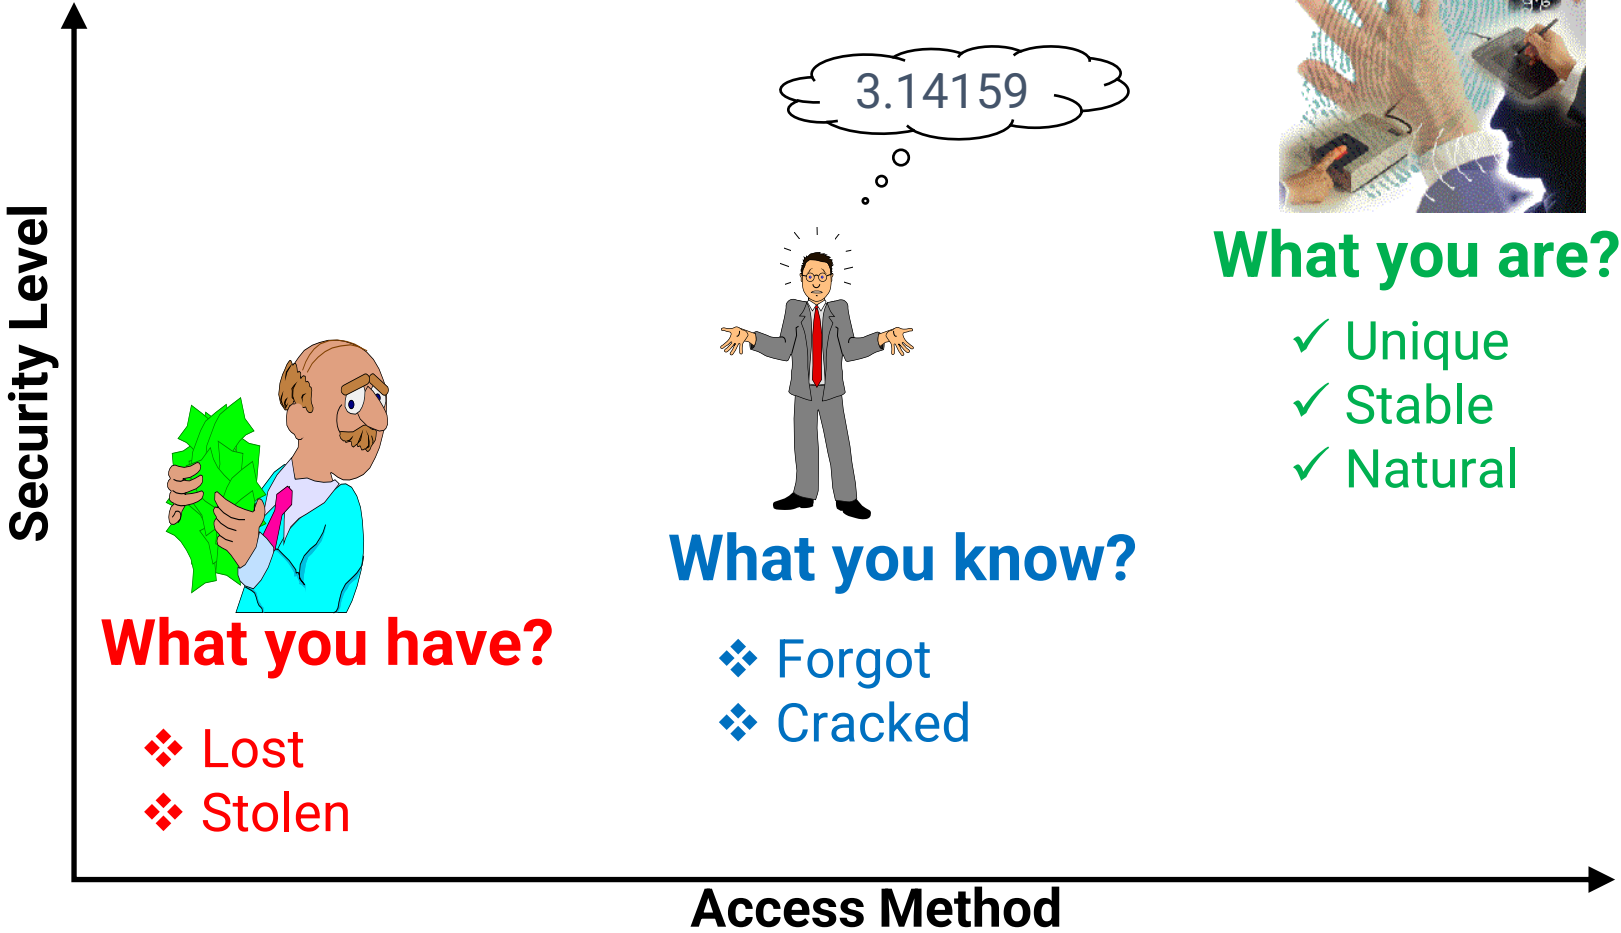 3.14159
What you are?
✓ Unique
✓ Stable
✓ Natural
Security Level
What you know?
❖ Forgot
❖ Cracked
What you have?
❖ Lost
❖ Stolen
Access Method